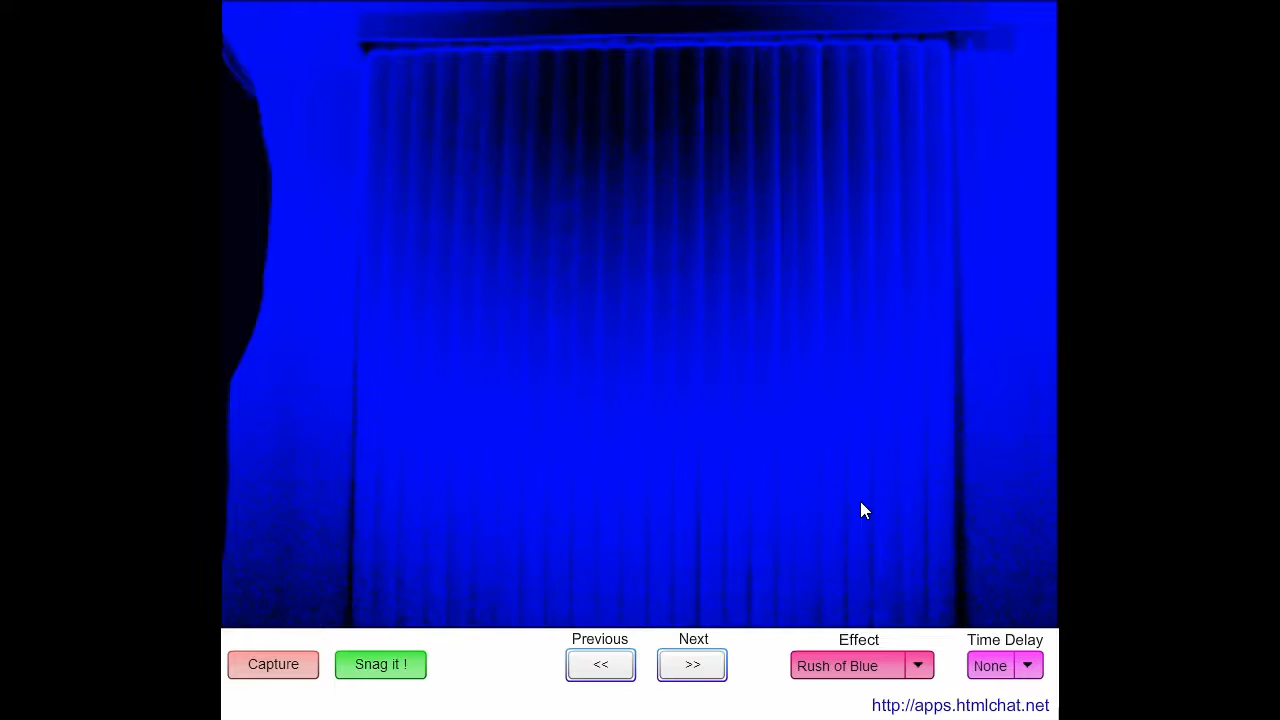 Previous
Next
Effect
Time Delay
Capture
Snag it !
<<
>>
Rush of Blue
None
http://apps.htmlchat.net